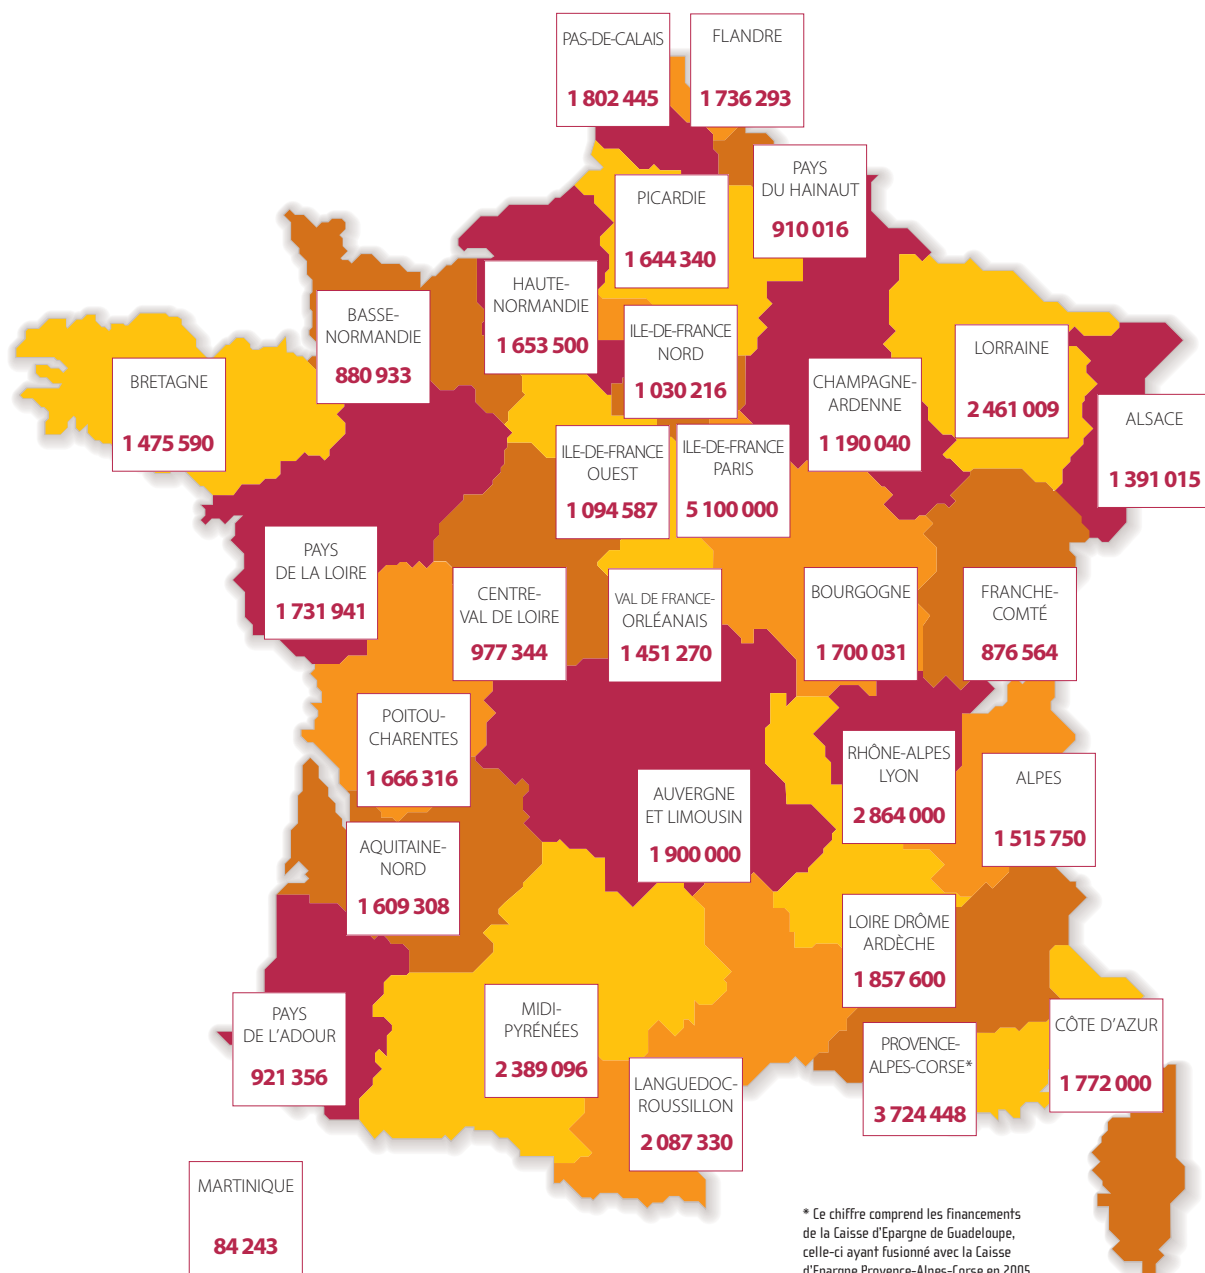 PAS-DE-CALAIS
1 802 445
FLANDRE
1 736 293
PAYS
DU HAINAUT
910 016
PICARDIE
1 644 340
HAUTE-
NORMANDIE
1 653 500
BASSE-
NORMANDIE
880 933
ILE-DE-FRANCE
NORD
1 030 216
LORRAINE
2 461 009
CHAMPAGNE-
ARDENNE
1 190 040
BRETAGNE
1 475 590
ALSACE
1 391 015
ILE-DE-FRANCE
OUEST
1 094 587
ILE-DE-FRANCE
PARIS
5 100 000
PAYS
DE LA LOIRE
1 731 941
CENTRE-
VAL DE LOIRE
977 344
VAL DE FRANCE-
ORLÉANAIS
1 451 270
BOURGOGNE
1 700 031
FRANCHE-
COMTÉ
876 564
POITOU-
CHARENTES
1 666 316
RHÔNE-ALPES
LYON
2 864 000
ALPES
1 515 750
AUVERGNE
ET LIMOUSIN
1 900 000
AQUITAINE-
NORD
1 609 308
LOIRE DRÔME
ARDÈCHE
1 857 600
PAYS
DE L'ADOUR
921 356
MIDI-
PYRÉNÉES
2 389 096
CÔTE D'AZUR
1 772 000
PROVENCE-
ALPES-CORSE*
3 724 448
LANGUEDOC-
ROUSSILLON
2 087 330
MARTINIQUE
84 243
* Ce chiffre comprend les financements
de la Caisse d'Epargne de Guadeloupe,
celle-ci ayant fusionné avec la Caisse
d'Epargne Provence-Alpes-Corse en 2005